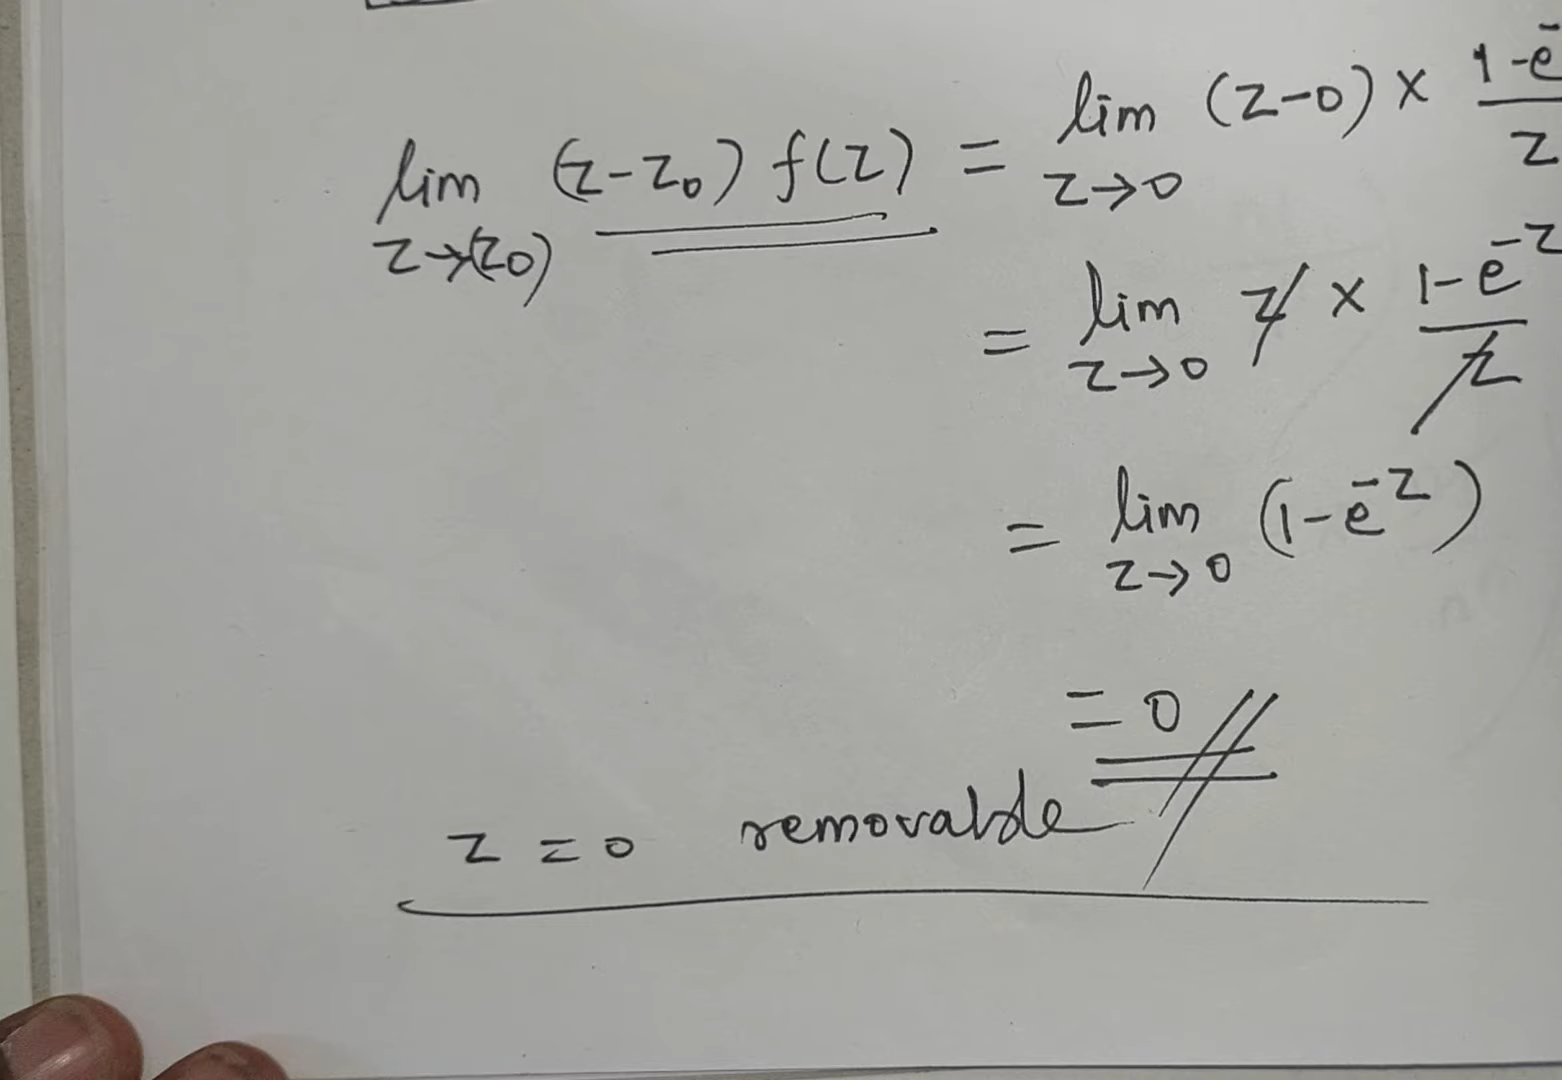 lim (z-z₀) f(z) = lim (z-0) × 1-e⁻ / z
z→(z₀) z→0
= lim z × 1-e⁻ᶻ / z
z→0
= lim (1-e⁻ᶻ)
z→0
= 0
z = 0 removable